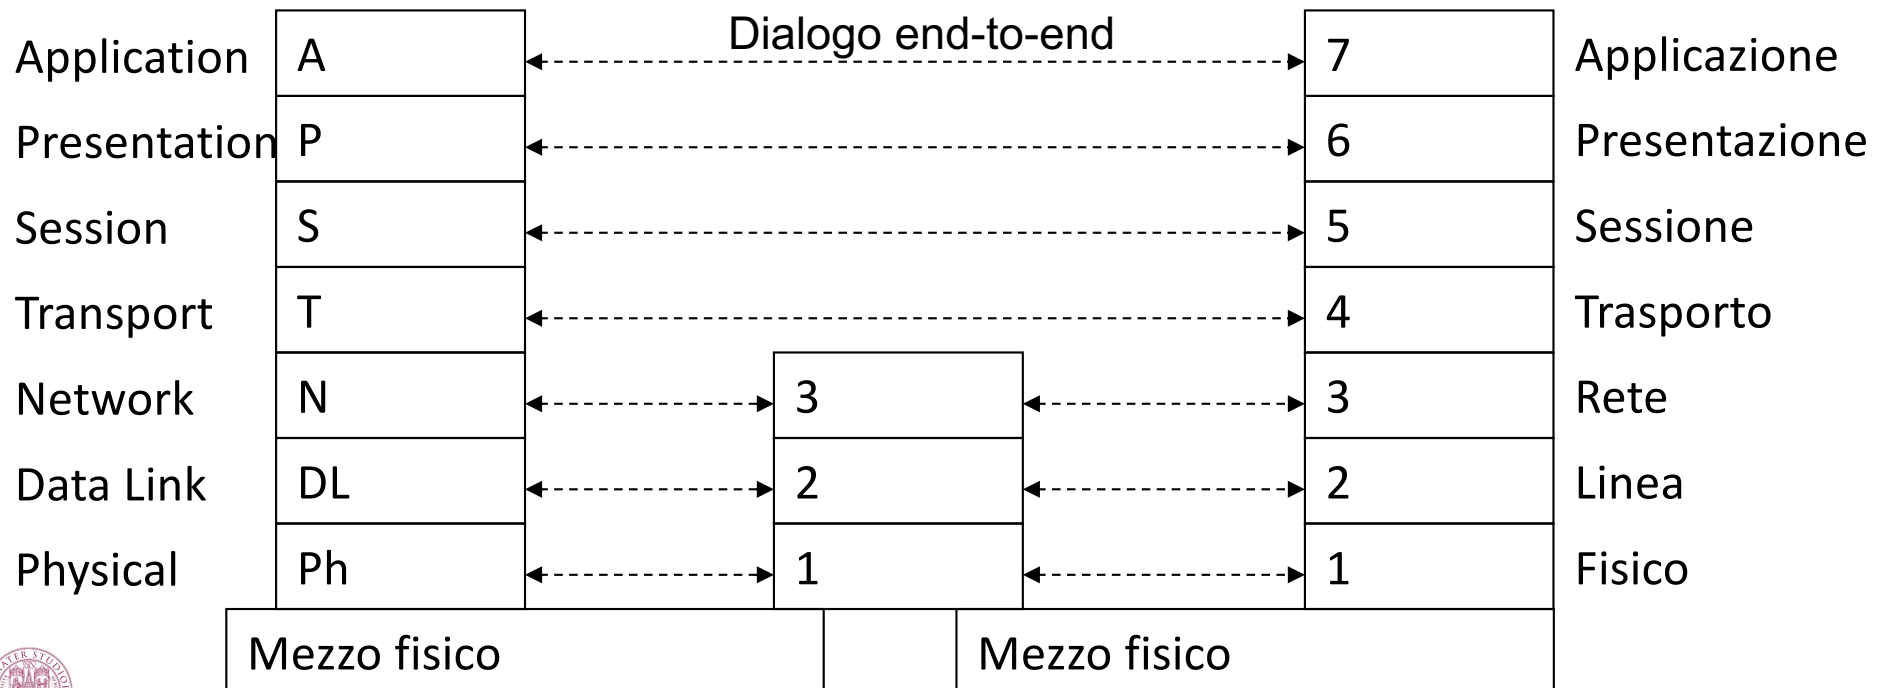 Dialogo end-to-end
Application A 7 Applicazione
Presentation P 6 Presentazione
Session S 5 Sessione
Transport T 4 Trasporto
Network N 3 3 Rete
Data Link DL 2 2 Linea
Physical Ph 1 1 Fisico
Mezzo fisico Mezzo fisico